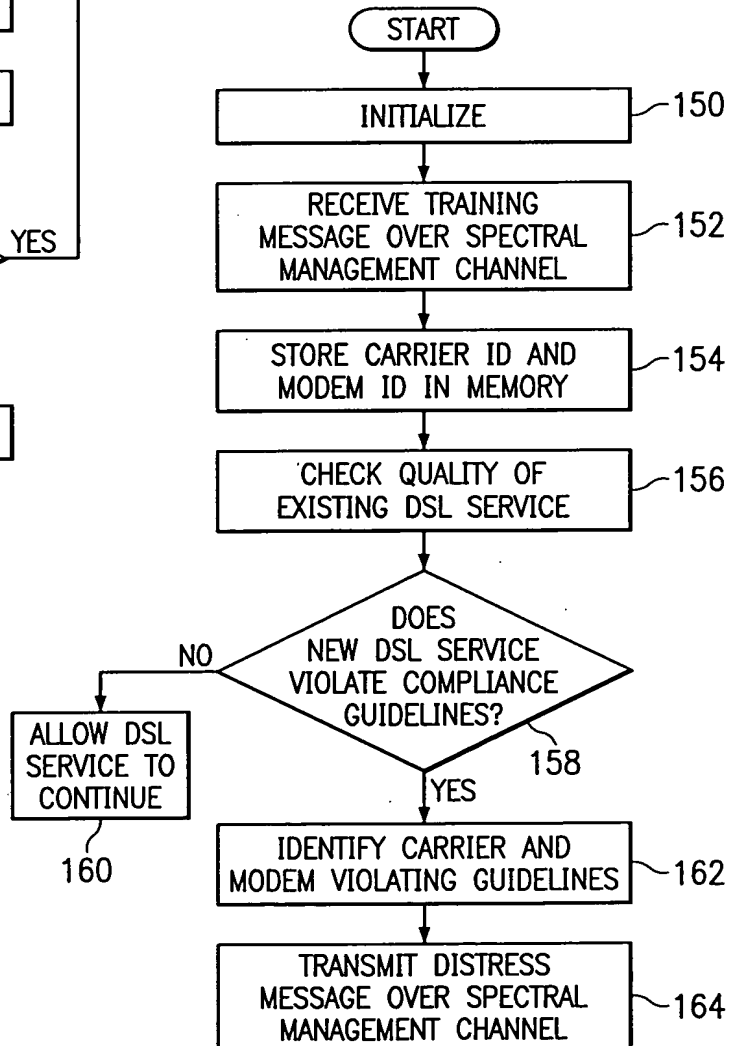 START
INITIALIZE
150
RECEIVE TRAINING
MESSAGE OVER SPECTRAL
MANAGEMENT CHANNEL
152
YES
STORE CARRIER ID AND
MODEM ID IN MEMORY
154
CHECK QUALITY OF
EXISTING DSL SERVICE
156
DOES
NEW DSL SERVICE
VIOLATE COMPLIANCE
GUIDELINES?
158
NO
ALLOW DSL
SERVICE TO
CONTINUE
160
YES
IDENTIFY CARRIER AND
MODEM VIOLATING GUIDELINES
162
TRANSMIT DISTRESS
MESSAGE OVER SPECTRAL
MANAGEMENT CHANNEL
164